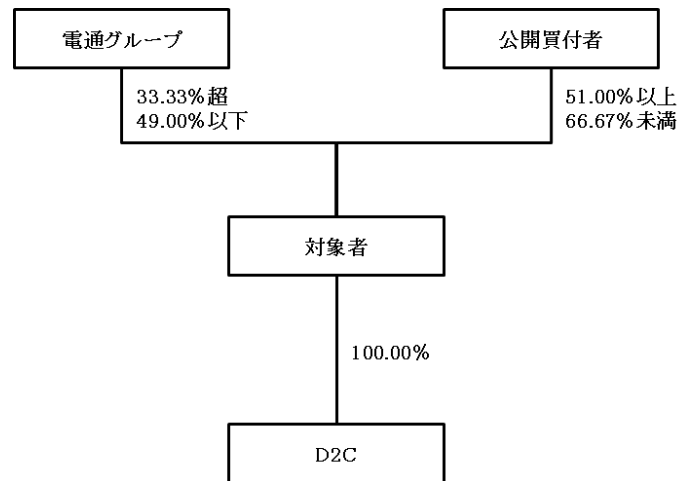 電通グループ
公開買付者
33.33%超
49.00%以下
51.00%以上
66.67%未満
対象者
100.00%
D2C